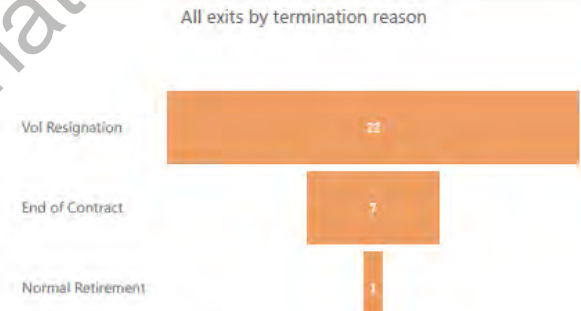 All exits by termination reason
Vol Resignation
22
End of Contract
7
Normal Retirement
1